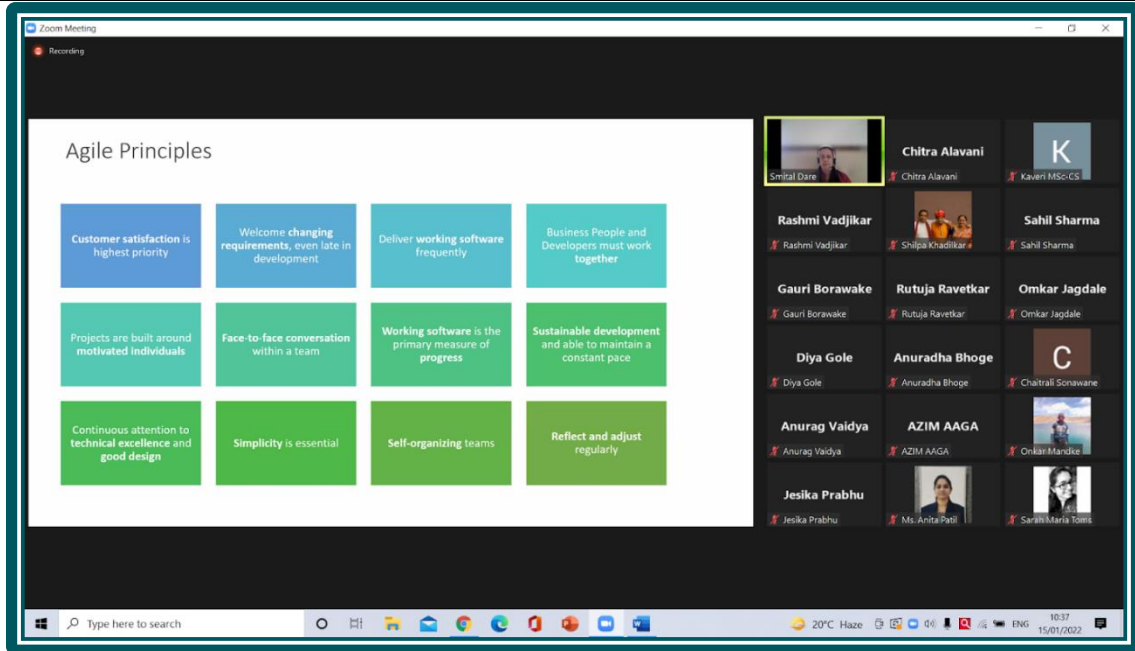 Zoom Meeting
Recording
Agile Principles
Customer satisfaction is
highest priority
Welcome changing
requirements, even late in
development
Deliver working software
frequently
Business People and
Developers must work
together
Projects are built around
motivated individuals
Face-to-face conversation
within a team
Working software is the
primary measure of
progress
Sustainable development
and able to maintain a
constant pace
Continuous attention to
technical excellence and
good design
Simplicity is essential
Self-organizing teams
Reflect and adjust
regularly
Smital Dare
Chitra Alavani
Chitra Alavani
K
Kaveri MSc-CS
Rashmi Vadjikar
Rashmi Vadjikar
Shilpa Khadilkar
Sahil Sharma
Sahil Sharma
Gauri Borawake
Gauri Borawake
Rutuja Ravetkar
Rutuja Ravetkar
Omkar Jagdale
Omkar Jagdale
Diya Gole
Diya Gole
Anuradha Bhoge
Anuradha Bhoge
C
Chaitrali Sonawane
Anurag Vaidya
Anurag Vaidya
AZIM AAGA
AZIM AAGA
Onkar Mandke
Jesika Prabhu
Jesika Prabhu
Ms. Anita Patil
Sarah Maria Toms
Type here to search
20°C Haze
ENG
10:37
15/01/2022